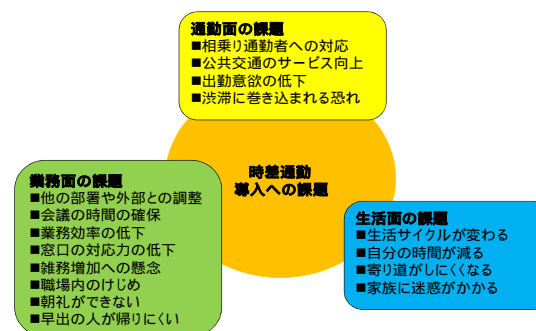 通勤面の課題
■相乗り通勤者への対応
■公共交通のサービス向上
■出勤意欲の低下
■渋滞に巻き込まれる恐れ
時差通勤
導入への課題
業務面の課題
■他の部署や外部との調整
■会議の時間の確保
■業務効率の低下
■窓口の対応力の低下
■雑務増加への懸念
■職場内のけじめ
■朝礼ができない
■早出の人が帰りにくい
生活面の課題
■生活サイクルが変わる
■自分の時間が減る
■寄り道がしにくくなる
■家族に迷惑がかかる